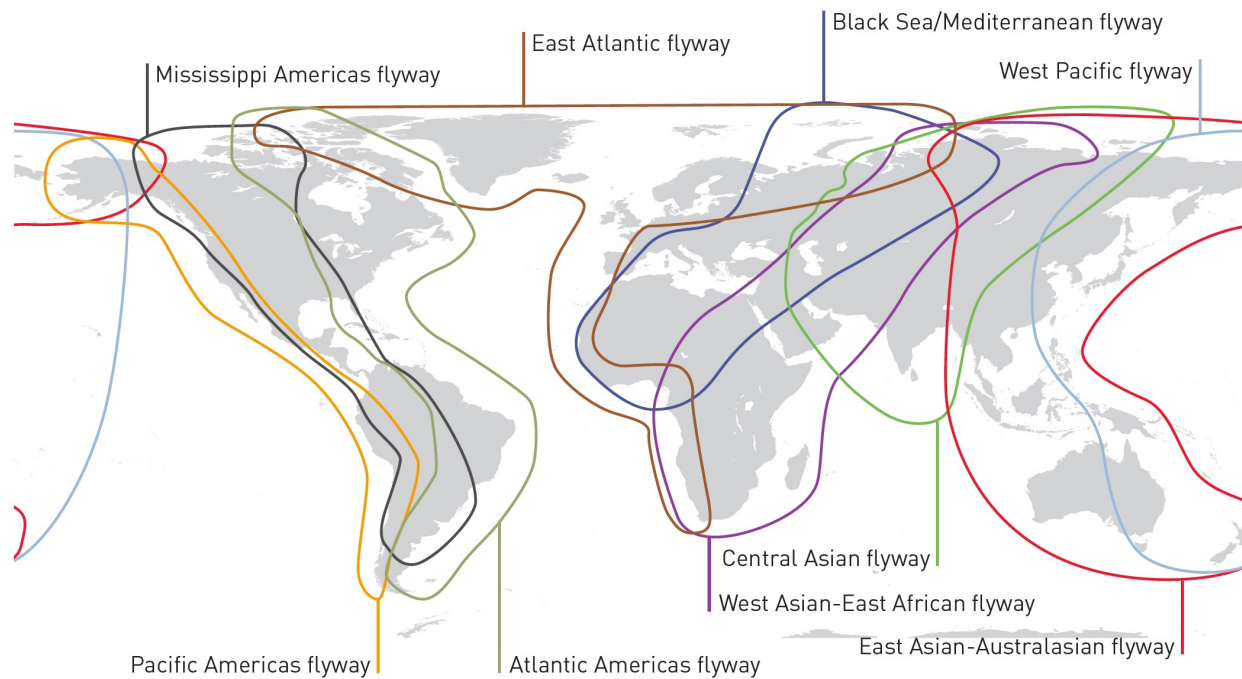 Black Sea/Mediterranean flyway
East Atlantic flyway
West Pacific flyway
Mississippi Americas flyway
Central Asian flyway
West Asian-East African flyway
East Asian-Australasian flyway
Pacific Americas flyway
Atlantic Americas flyway